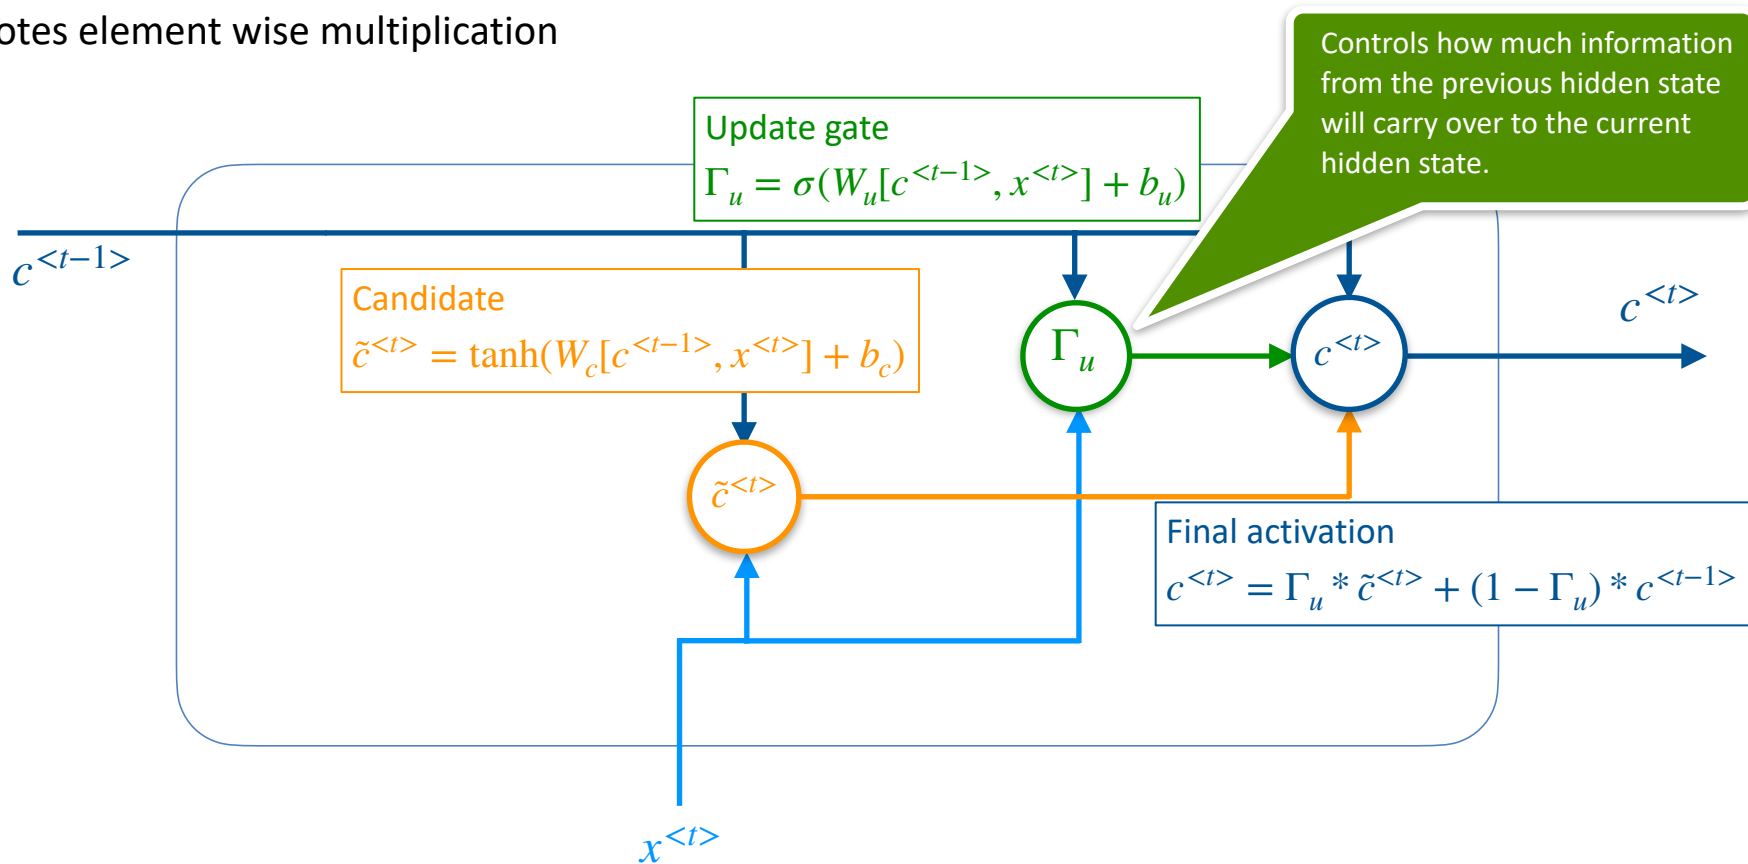 otes element wise multiplication
Controls how much information
from the previous hidden state
will carry over to the current
hidden state.
Update gate
Γ_u = σ(W_u[c^{<t−1>}, x^{<t>}] + b_u)
c^{<t−1>}
Candidate
c̃^{<t>} = tanh(W_c[c^{<t−1>}, x^{<t>}] + b_c)
Γ_u
c^{<t>}
c^{<t>}
c̃^{<t>}
Final activation
c^{<t>} = Γ_u * c̃^{<t>} + (1 − Γ_u) * c^{<t−1>}
x^{<t>}